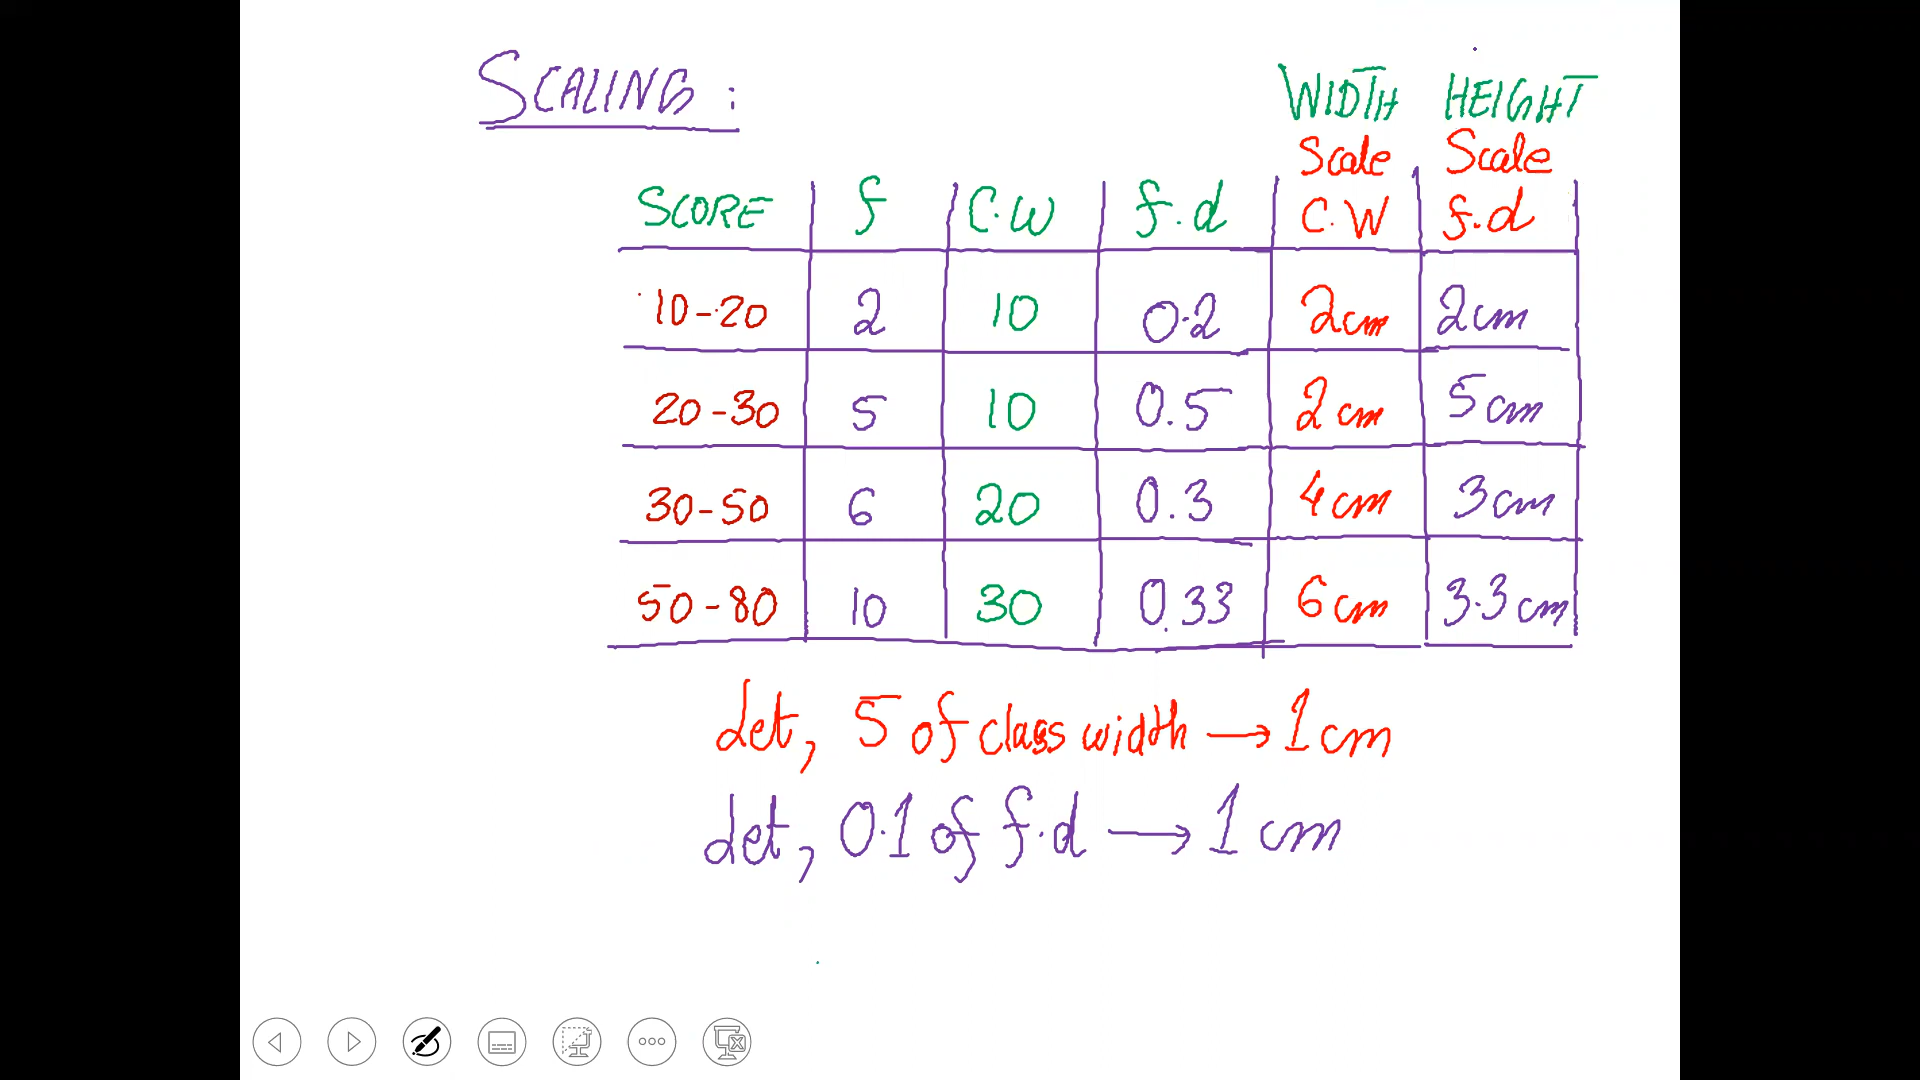 SCALING :
WIDTH HEIGHT
Scale Scale
SCORE f C.W f.d C.W f.d
10-20 2 10 0.2 2cm 2cm
20-30 5 10 0.5 2cm 5cm
30-50 6 20 0.3 4cm 3cm
50-80 10 30 0.33 6cm 3.3cm
Let, 5 of class width → 1cm
Let, 0.1 of f.d → 1 cm